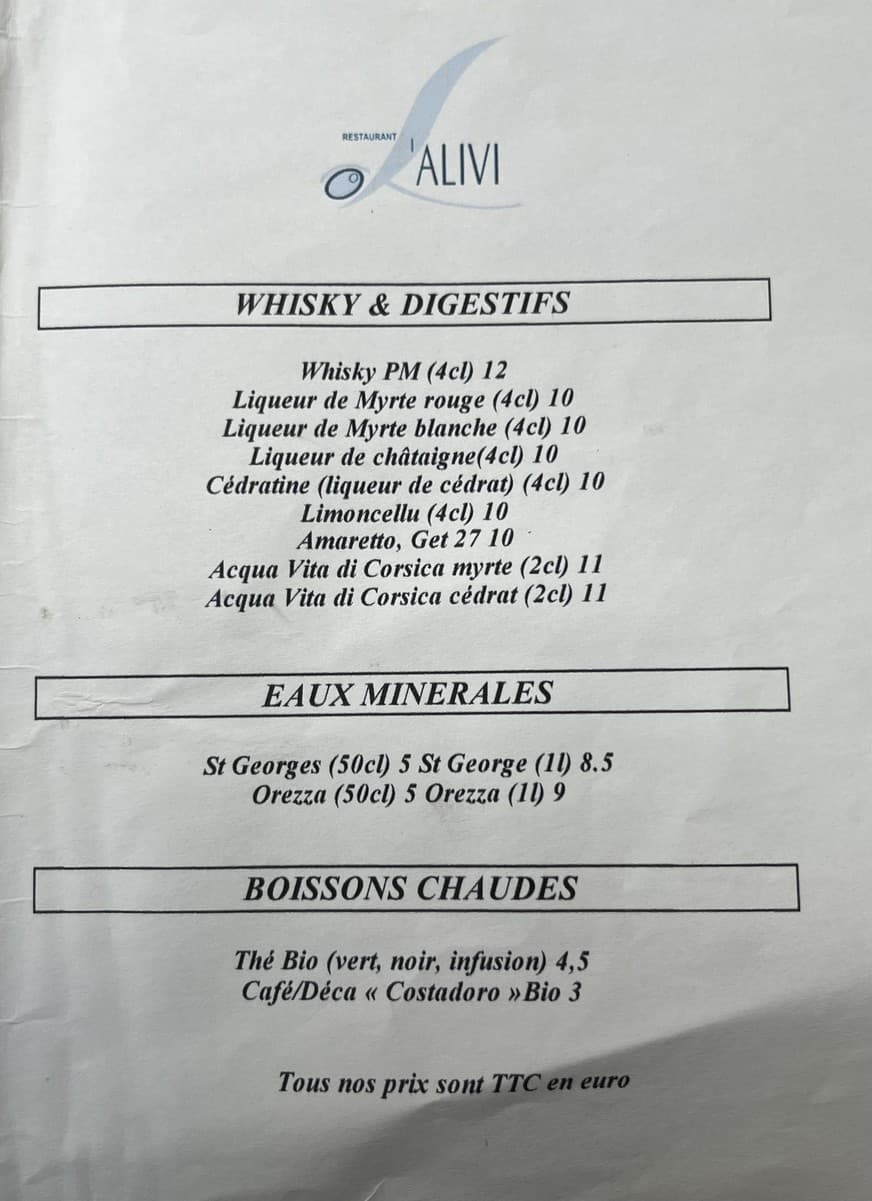 RESTAURANT
L'ALIVI
WHISKY & DIGESTIFS
Whisky PM (4cl) 12
Liqueur de Myrte rouge (4cl) 10
Liqueur de Myrte blanche (4cl) 10
Liqueur de châtaigne(4cl) 10
Cédratine (liqueur de cédrat) (4cl) 10
Limoncellu (4cl) 10
Amaretto, Get 27 10
Acqua Vita di Corsica myrte (2cl) 11
Acqua Vita di Corsica cédrat (2cl) 11
EAUX MINERALES
St Georges (50cl) 5 St George (1l) 8.5
Orezza (50cl) 5 Orezza (1l) 9
BOISSONS CHAUDES
Thé Bio (vert, noir, infusion) 4,5
Café/Déca « Costadoro »Bio 3
Tous nos prix sont TTC en euro